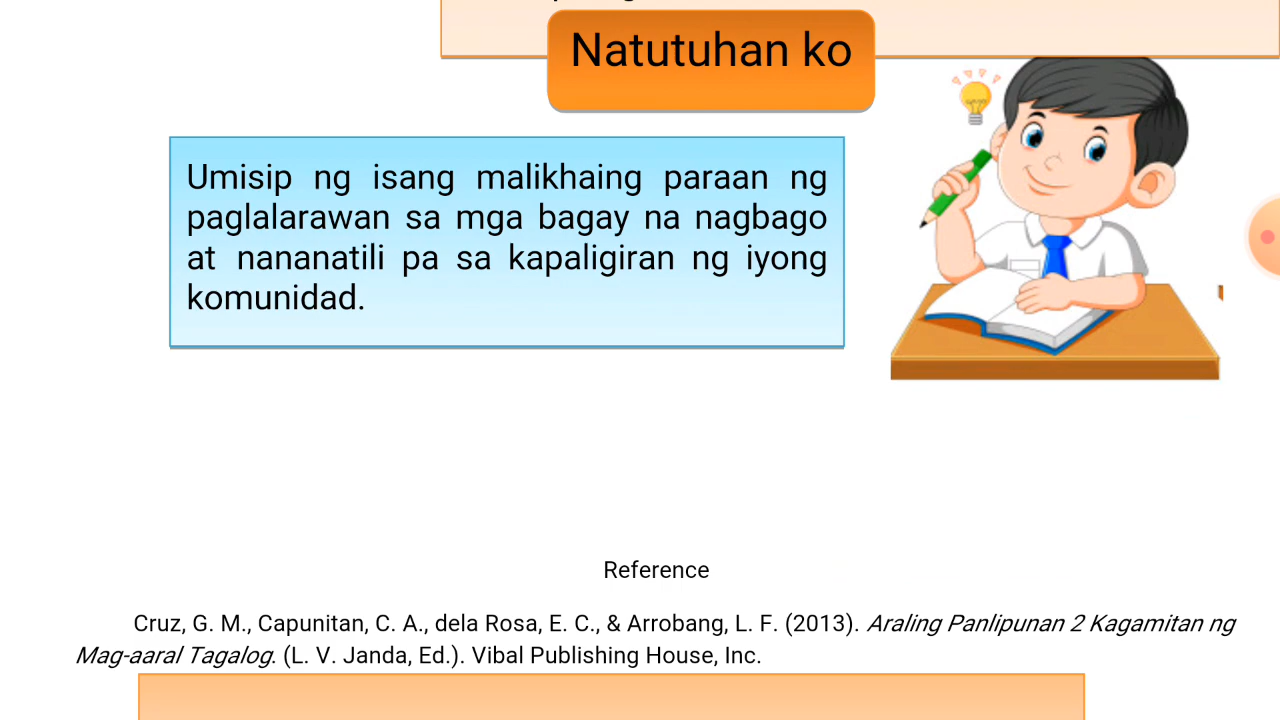 Natutuhan ko
Umisip ng isang malikhaing paraan ng
paglalarawan sa mga bagay na nagbago
at nananatili pa sa kapaligiran ng iyong
komunidad.
Reference
Cruz, G. M., Capunitan, C. A., dela Rosa, E. C., & Arrobang, L. F. (2013). Araling Panlipunan 2 Kagamitan ng
Mag-aaral Tagalog. (L. V. Janda, Ed.). Vibal Publishing House, Inc.